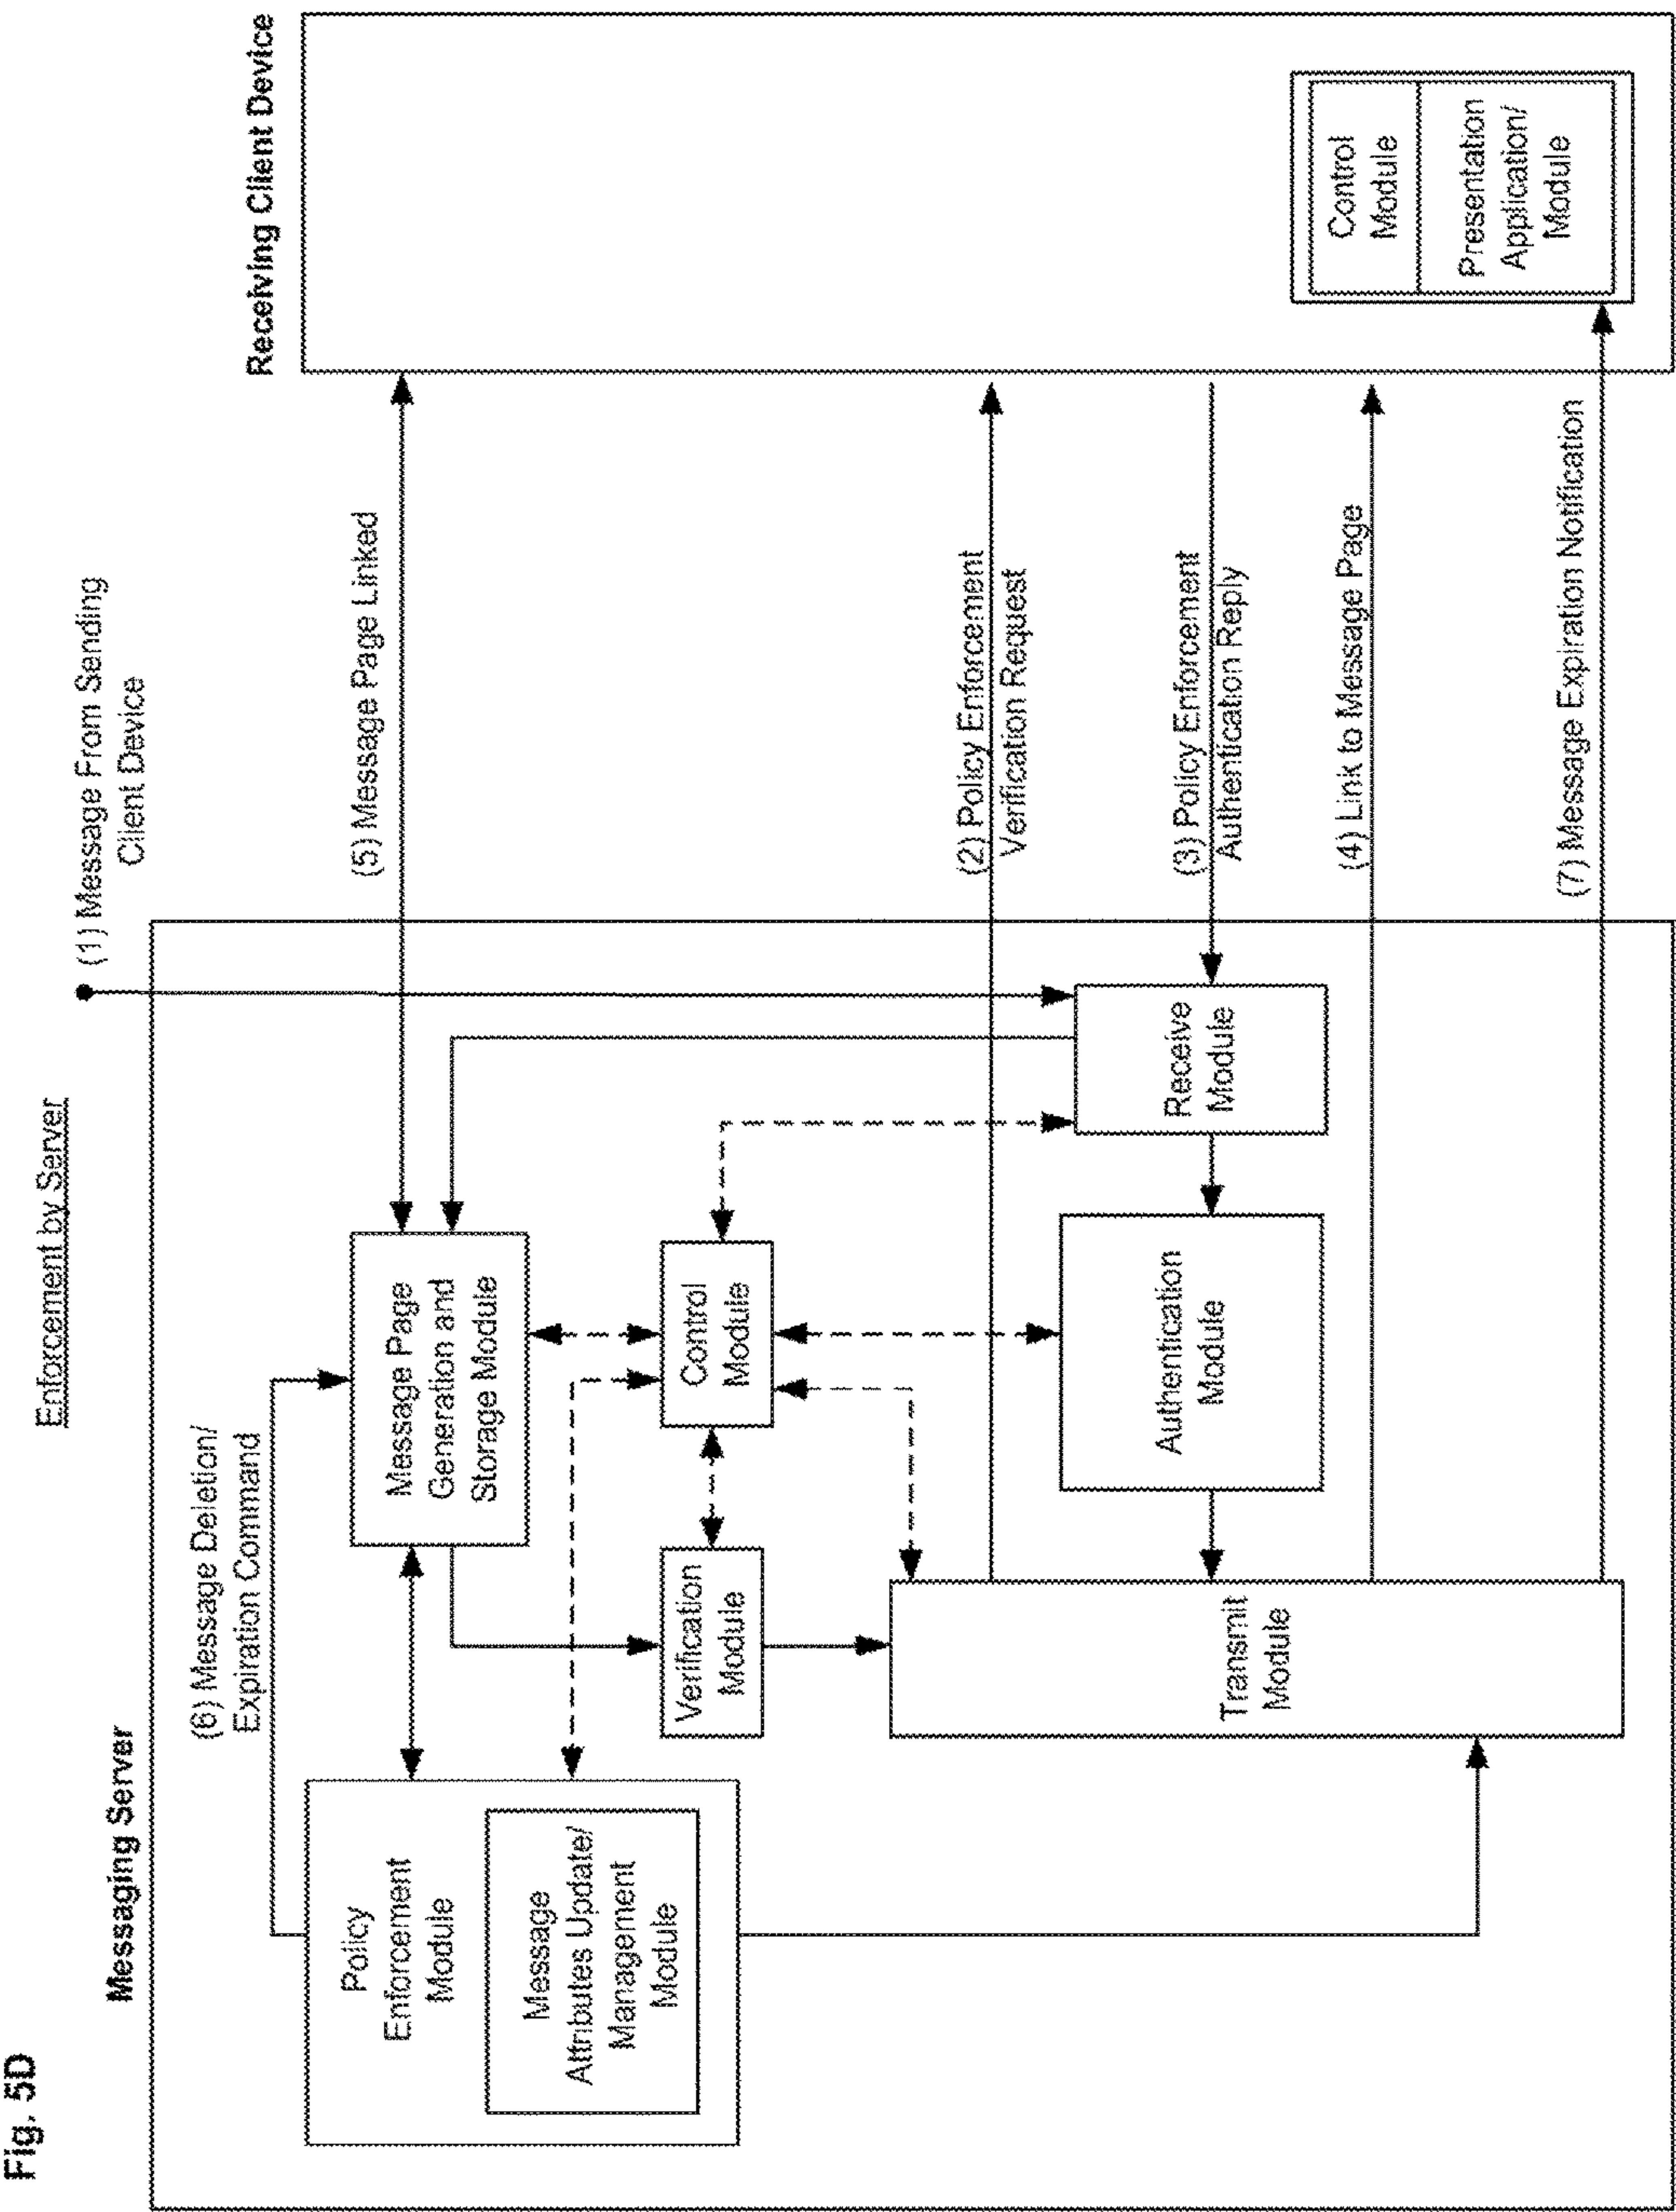 Fig. 5D
Enforcement by Server
Messaging Server
Receiving Client Device
(1) Message From Sending
Client Device
(6) Message Deletion/
Expiration Command
Policy
Enforcement
Module
Message
Attributes Update/
Management
Module
Message Page
Generation and
Storage Module
(5) Message Page Linked
Verification
Module
Control
Module
(2) Policy Enforcement
Verification Request
Transmit
Module
Authentication
Module
Receive
Module
(3) Policy Enforcement
Authentication Reply
(4) Link to Message Page
(7) Message Expiration Notification
Control
Module
Presentation
Application/
Module